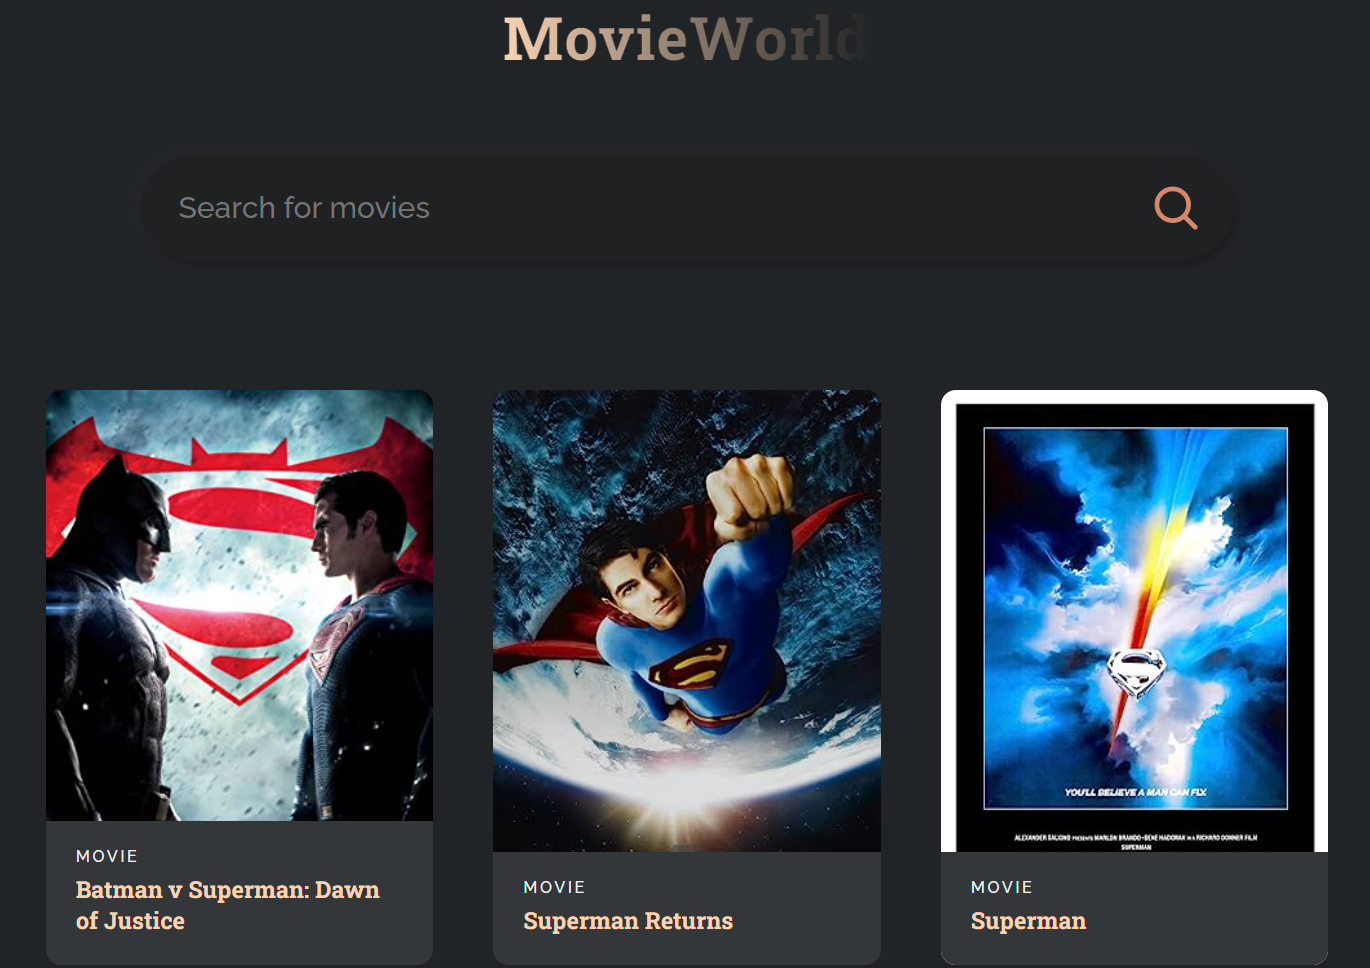 MovieWorld
Search for movies
YOU'LL BELIEVE A MAN CAN FLY.
ALEXANDER SALKIND PRESENTS MARLON BRANDO · GENE HACKMAN IN A RICHARD DONNER FILM
SUPERMAN
MOVIE
Batman v Superman: Dawn
of Justice
MOVIE
Superman Returns
MOVIE
Superman